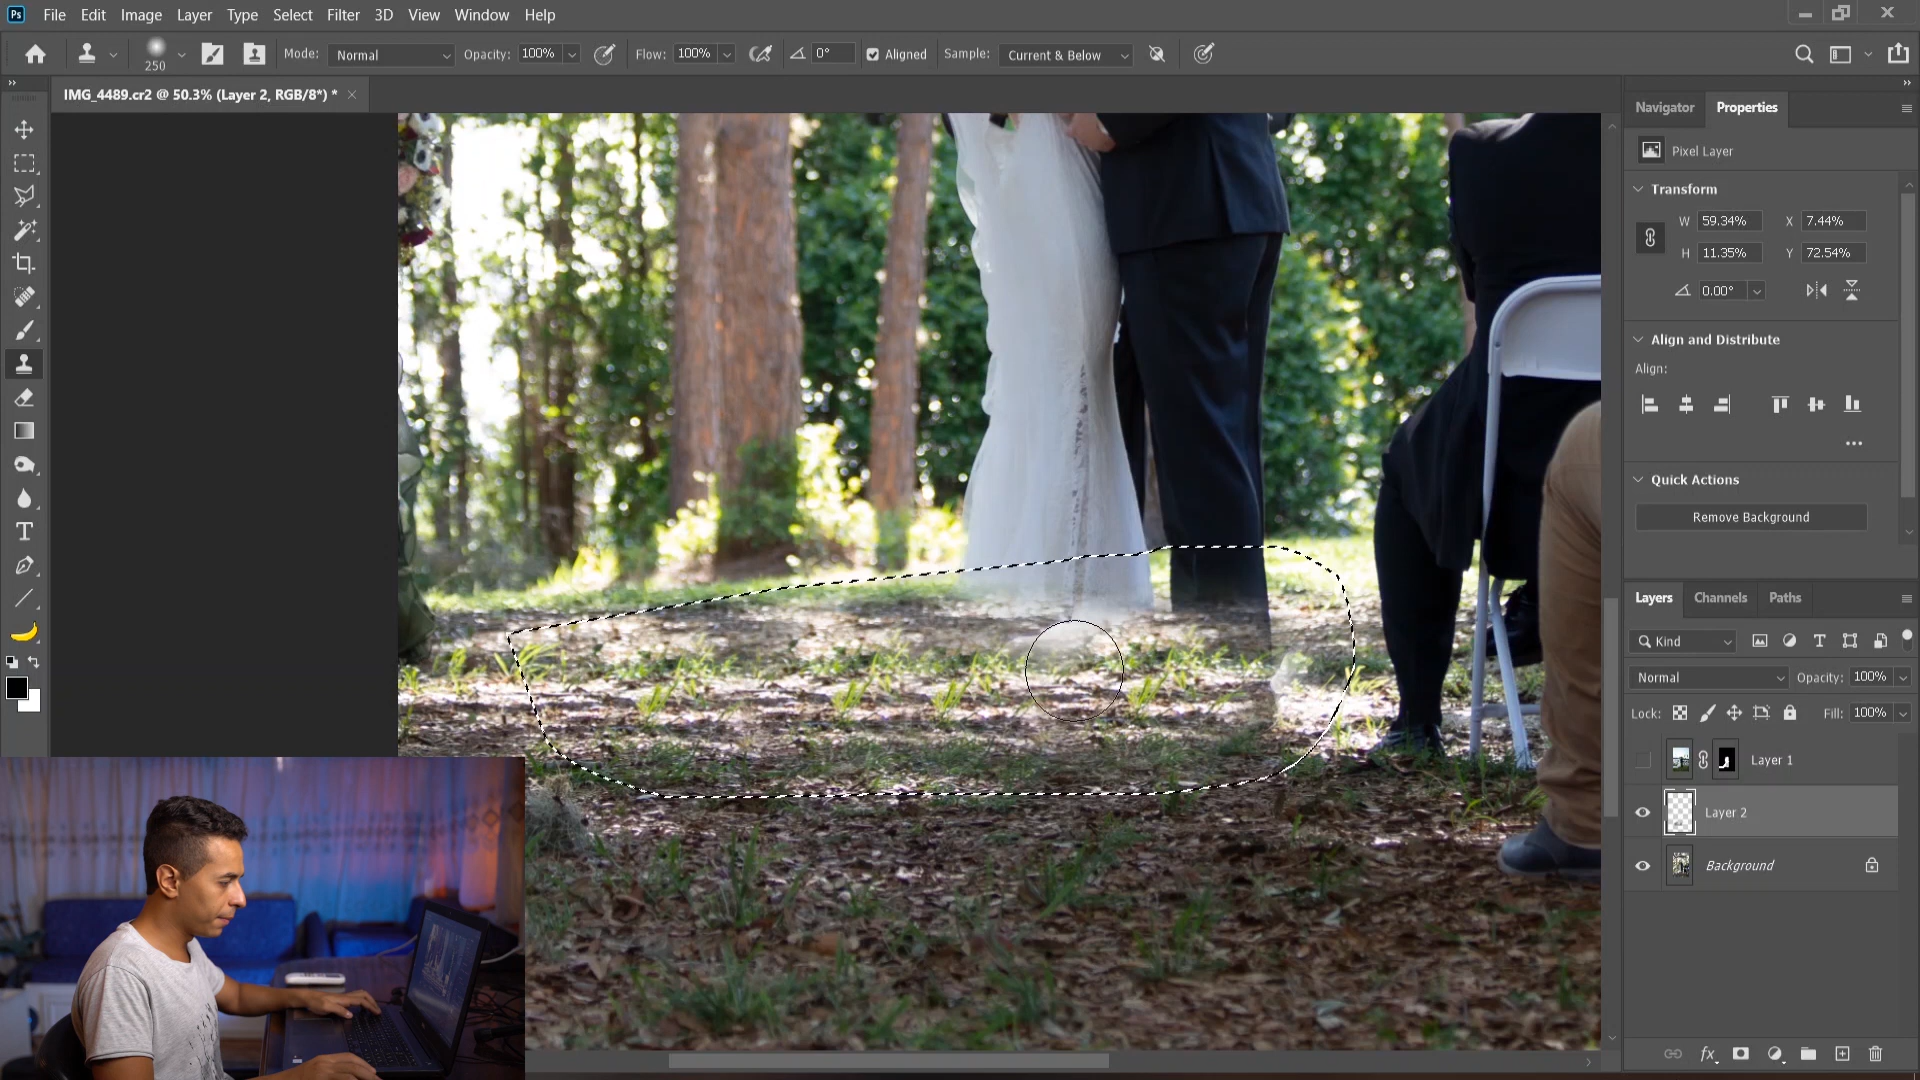 Ps File Edit Image Layer Type Select Filter 3D View Window Help
250 Mode: Normal Opacity: 100% Flow: 100% 0° Aligned Sample: Current & Below
IMG_4489.cr2 @ 50.3% (Layer 2, RGB/8*) * ×
Navigator Properties
Pixel Layer
Transform
W 59.34% X 7.44%
H 11.35% Y 72.54%
0.00°
Align and Distribute
Align:
Quick Actions
Remove Background
Layers Channels Paths
Kind
Normal Opacity: 100%
Lock: Fill: 100%
Layer 1
Layer 2
Background
fx